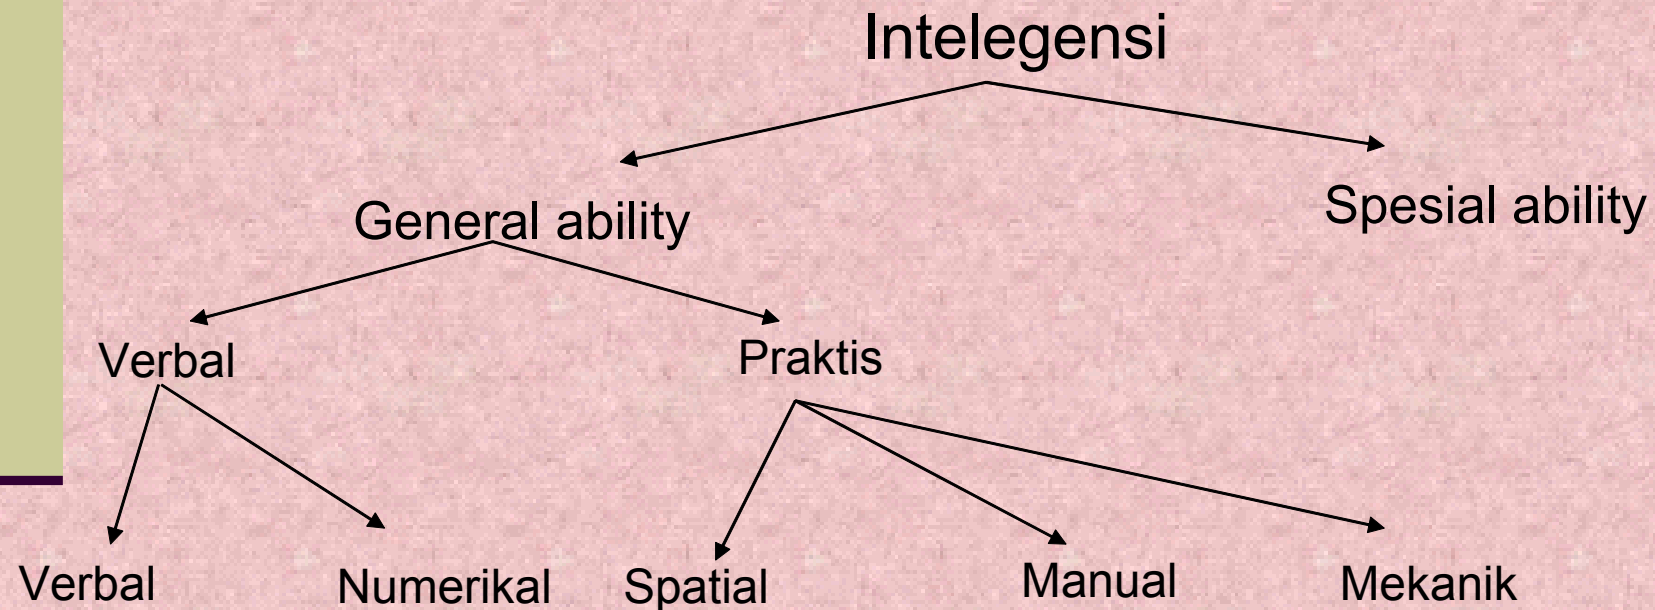 Intelegensi
General ability
Spesial ability
Verbal
Praktis
Verbal
Numerikal
Spatial
Manual
Mekanik